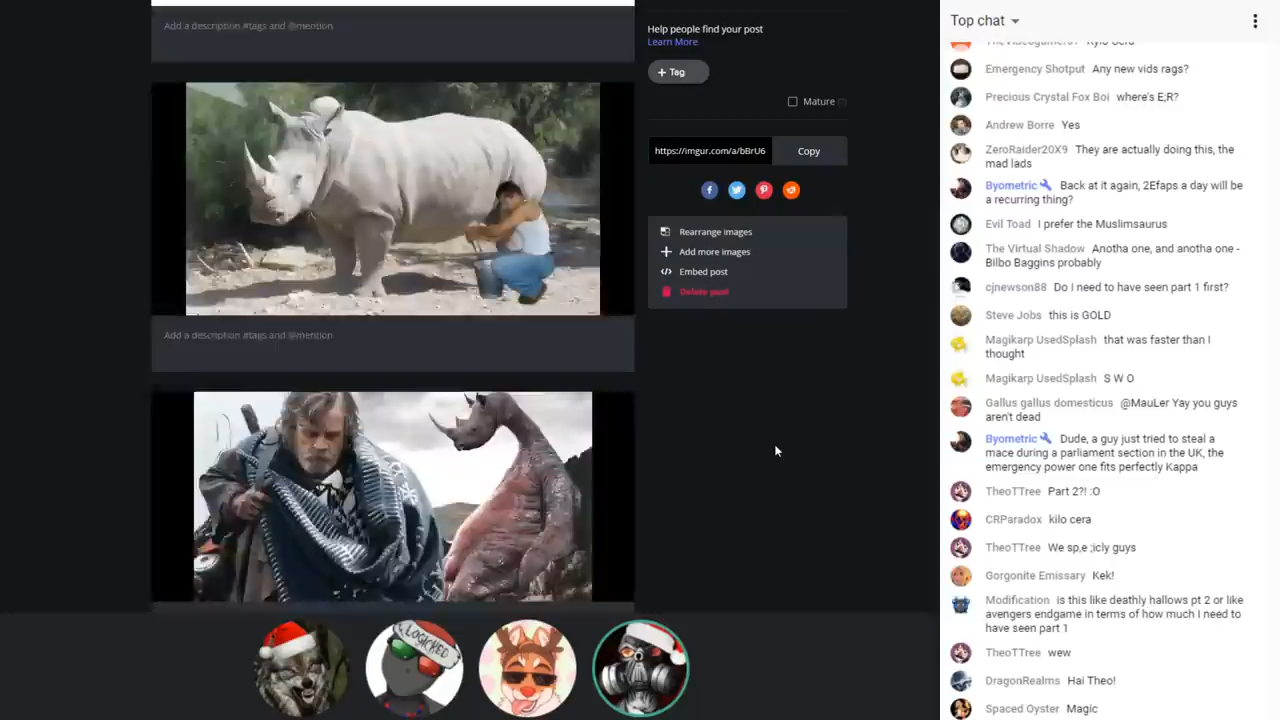 Add a description #tags and @mention
Help people find your post
Learn More
+ Tag
Mature
https://imgur.com/a/bBrU6
Copy
Rearrange images
Add more images
Embed post
Delete post
Add a description #tags and @mention
LOGICKED
Top chat
Emergency Shotput Any new vids rags?
Precious Crystal Fox Boi where's E;R?
Andrew Borre Yes
ZeroRaider20X9 They are actually doing this, the
mad lads
Byometric Back at it again, 2Efaps a day will be
a recurring thing?
Evil Toad I prefer the Muslimsaurus
The Virtual Shadow Anotha one, and anotha one -
Bilbo Baggins probably
cjnewson88 Do I need to have seen part 1 first?
Steve Jobs this is GOLD
Magikarp UsedSplash that was faster than I
thought
Magikarp UsedSplash S W O
Gallus gallus domesticus @MauLer Yay you guys
aren't dead
Byometric Dude, a guy just tried to steal a
mace during a parliament section in the UK, the
emergency power one fits perfectly Kappa
TheoTTree Part 2?! :O
CRParadox kilo cera
TheoTTree We sp,e ;icly guys
Gorgonite Emissary Kek!
Modification is this like deathly hallows pt 2 or like
avengers endgame in terms of how much I need to
have seen part 1
TheoTTree wew
DragonRealms Hai Theo!
Spaced Oyster Magic